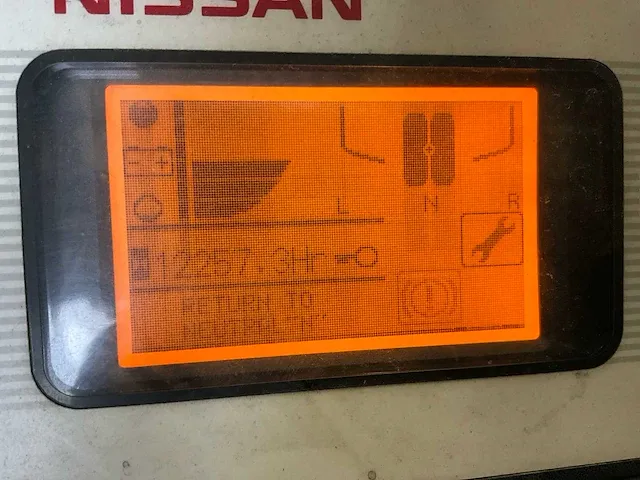 NISSAN
L N R
12257.3Hr
RETURN TO
NEUTRAL "N"